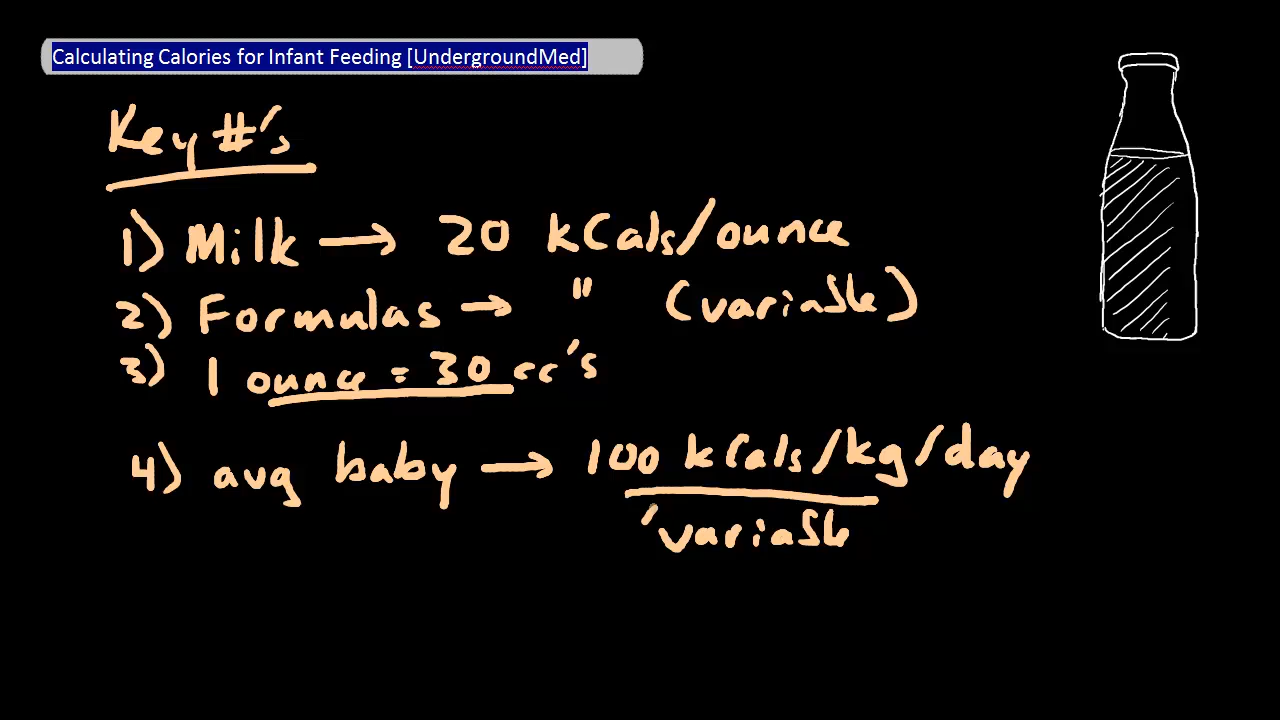 Calculating Calories for Infant Feeding [UndergroundMed]
Key #'s
1) Milk → 20 kCals/ounce
2) Formulas → " (variable)
3) 1 ounce = 30 cc's
4) avg baby → 100 kCals/kg/day
'variable